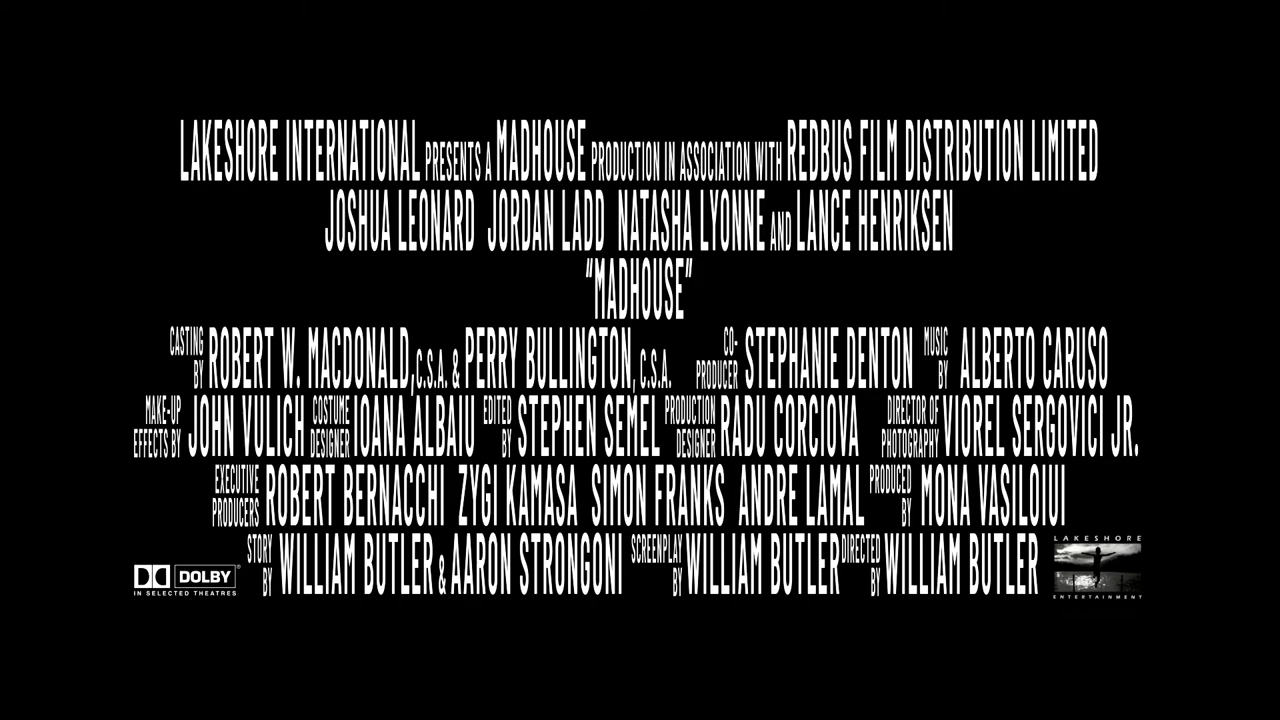 LAKESHORE INTERNATIONAL PRESENTS A MADHOUSE PRODUCTION IN ASSOCIATION WITH REDBUS FILM DISTRIBUTION LIMITED
JOSHUA LEONARD JORDAN LADD NATASHA LYONNE AND LANCE HENRIKSEN
"MADHOUSE"
CASTING BY ROBERT W. MACDONALD, C.S.A. & PERRY BULLINGTON, C.S.A. CO-PRODUCER STEPHANIE DENTON MUSIC BY ALBERTO CARUSO
MAKE-UP EFFECTS BY JOHN VULICH COSTUME DESIGNER IOANA ALBAIU EDITED BY STEPHEN SEMEL PRODUCTION DESIGNER RADU CORCIOVA DIRECTOR OF PHOTOGRAPHY VIOREL SERGOVICI JR.
EXECUTIVE PRODUCERS ROBERT BERNACCHI ZYGI KAMASA SIMON FRANKS ANDRE LAMAL PRODUCED BY MONA VASILOIUI
STORY BY WILLIAM BUTLER & AARON STRONGONI SCREENPLAY BY WILLIAM BUTLER DIRECTED BY WILLIAM BUTLER
LAKESHORE
ENTERTAINMENT
DOLBY
IN SELECTED THEATRES